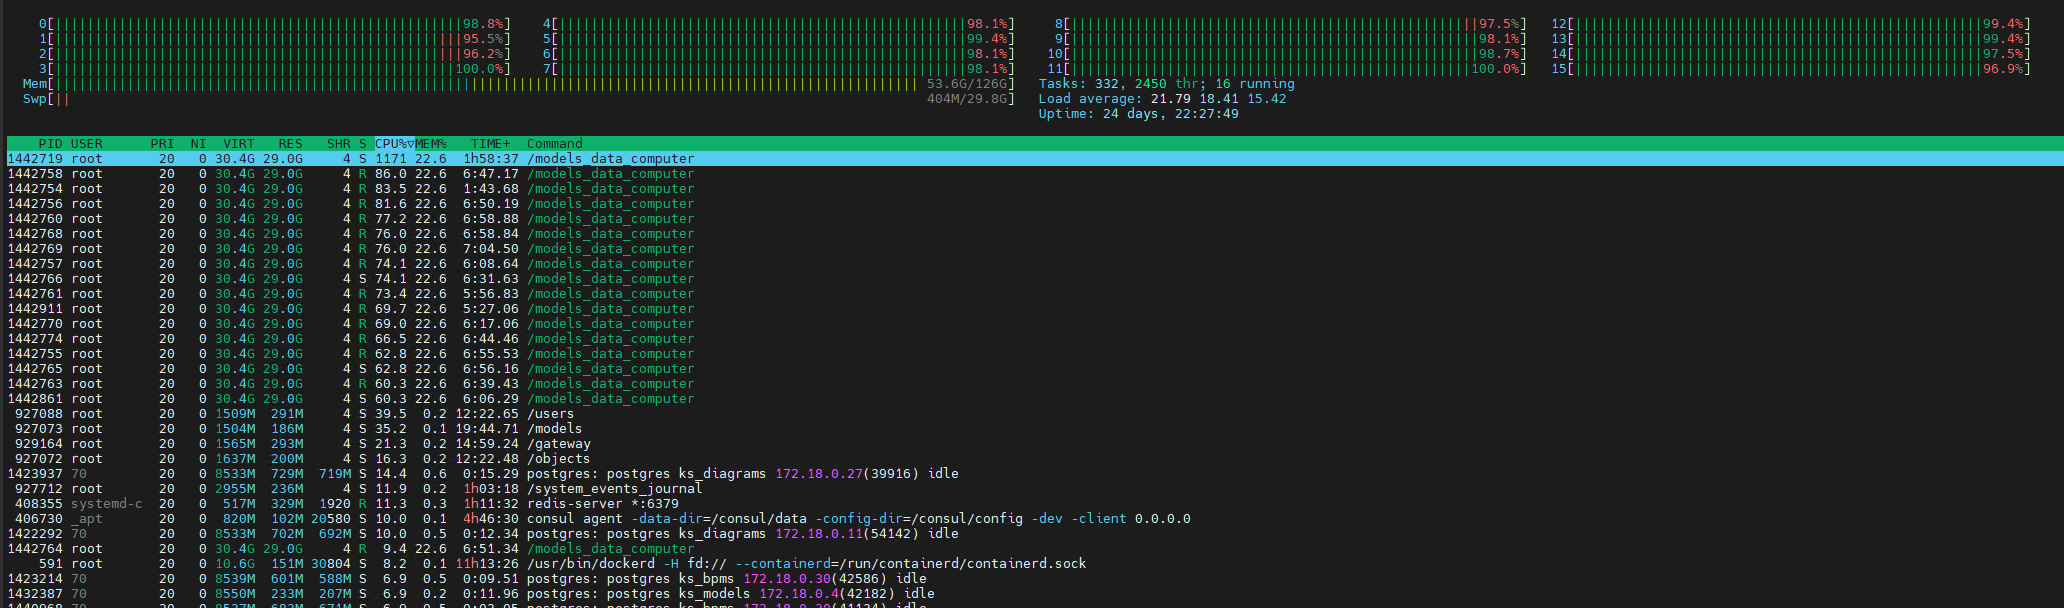 0[98.8%] 4[98.1%] 8[97.5%] 12[99.4%]
1[95.5%] 5[99.4%] 9[98.1%] 13[99.4%]
2[96.2%] 6[98.1%] 10[98.7%] 14[97.5%]
3[100.0%] 7[98.1%] 11[100.0%] 15[96.9%]
Mem[53.6G/126G] Tasks: 332, 2450 thr; 16 running
Swp[404M/29.8G] Load average: 21.79 18.41 15.42
Uptime: 24 days, 22:27:49
PID USER PRI NI VIRT RES SHR S CPU%▽MEM% TIME+ Command
1442719 root 20 0 30.4G 29.0G 4 S 1171 22.6 1h58:37 /models_data_computer
1442758 root 20 0 30.4G 29.0G 4 R 86.0 22.6 6:47.17 /models_data_computer
1442754 root 20 0 30.4G 29.0G 4 R 83.5 22.6 1:43.68 /models_data_computer
1442756 root 20 0 30.4G 29.0G 4 R 81.6 22.6 6:50.19 /models_data_computer
1442760 root 20 0 30.4G 29.0G 4 R 77.2 22.6 6:58.88 /models_data_computer
1442768 root 20 0 30.4G 29.0G 4 R 76.0 22.6 6:58.84 /models_data_computer
1442769 root 20 0 30.4G 29.0G 4 R 76.0 22.6 7:04.50 /models_data_computer
1442757 root 20 0 30.4G 29.0G 4 R 74.1 22.6 6:08.64 /models_data_computer
1442766 root 20 0 30.4G 29.0G 4 S 74.1 22.6 6:31.63 /models_data_computer
1442761 root 20 0 30.4G 29.0G 4 R 73.4 22.6 5:56.83 /models_data_computer
1442911 root 20 0 30.4G 29.0G 4 R 69.7 22.6 5:27.06 /models_data_computer
1442770 root 20 0 30.4G 29.0G 4 R 69.0 22.6 6:17.06 /models_data_computer
1442774 root 20 0 30.4G 29.0G 4 R 66.5 22.6 6:44.46 /models_data_computer
1442755 root 20 0 30.4G 29.0G 4 R 62.8 22.6 6:55.53 /models_data_computer
1442765 root 20 0 30.4G 29.0G 4 S 62.8 22.6 6:56.16 /models_data_computer
1442763 root 20 0 30.4G 29.0G 4 R 60.3 22.6 6:39.43 /models_data_computer
1442861 root 20 0 30.4G 29.0G 4 S 60.3 22.6 6:06.29 /models_data_computer
927088 root 20 0 1509M 291M 4 S 39.5 0.2 12:22.65 /users
927073 root 20 0 1504M 186M 4 S 35.2 0.1 19:44.71 /models
929164 root 20 0 1565M 293M 4 S 21.3 0.2 14:59.24 /gateway
927072 root 20 0 1637M 200M 4 S 16.3 0.2 12:22.48 /objects
1423937 70 20 0 8533M 729M 719M S 14.4 0.6 0:15.29 postgres: postgres ks_diagrams 172.18.0.27(39916) idle
927712 root 20 0 2955M 236M 4 S 11.9 0.2 1h03:18 /system_events_journal
408355 systemd-c 20 0 517M 329M 1920 R 11.3 0.3 1h11:32 redis-server *:6379
406730 _apt 20 0 820M 102M 20580 S 10.0 0.1 4h46:30 consul agent -data-dir=/consul/data -config-dir=/consul/config -dev -client 0.0.0.0
1422292 70 20 0 8533M 702M 692M S 10.0 0.5 0:12.34 postgres: postgres ks_diagrams 172.18.0.11(54142) idle
1442764 root 20 0 30.4G 29.0G 4 R 9.4 22.6 6:51.34 /models_data_computer
591 root 20 0 10.6G 151M 30804 S 8.2 0.1 11h13:26 /usr/bin/dockerd -H fd:// --containerd=/run/containerd/containerd.sock
1423214 70 20 0 8539M 601M 588M S 6.9 0.5 0:09.51 postgres: postgres ks_bpms 172.18.0.30(42586) idle
1432387 70 20 0 8550M 233M 207M S 6.9 0.2 0:11.96 postgres: postgres ks_models 172.18.0.4(42182) idle